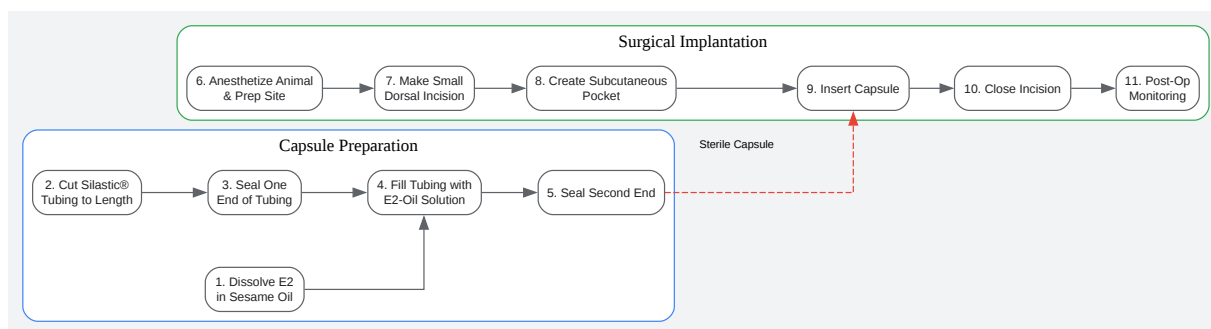 Surgical Implantation
6. Anesthetize Animal
& Prep Site
7. Make Small
Dorsal Incision
8. Create Subcutaneous
Pocket
9. Insert Capsule
10. Close Incision
11. Post-Op
Monitoring
Capsule Preparation
Sterile Capsule
2. Cut Silastic®
Tubing to Length
3. Seal One
End of Tubing
4. Fill Tubing with
E2-Oil Solution
5. Seal Second End
1. Dissolve E2
in Sesame Oil